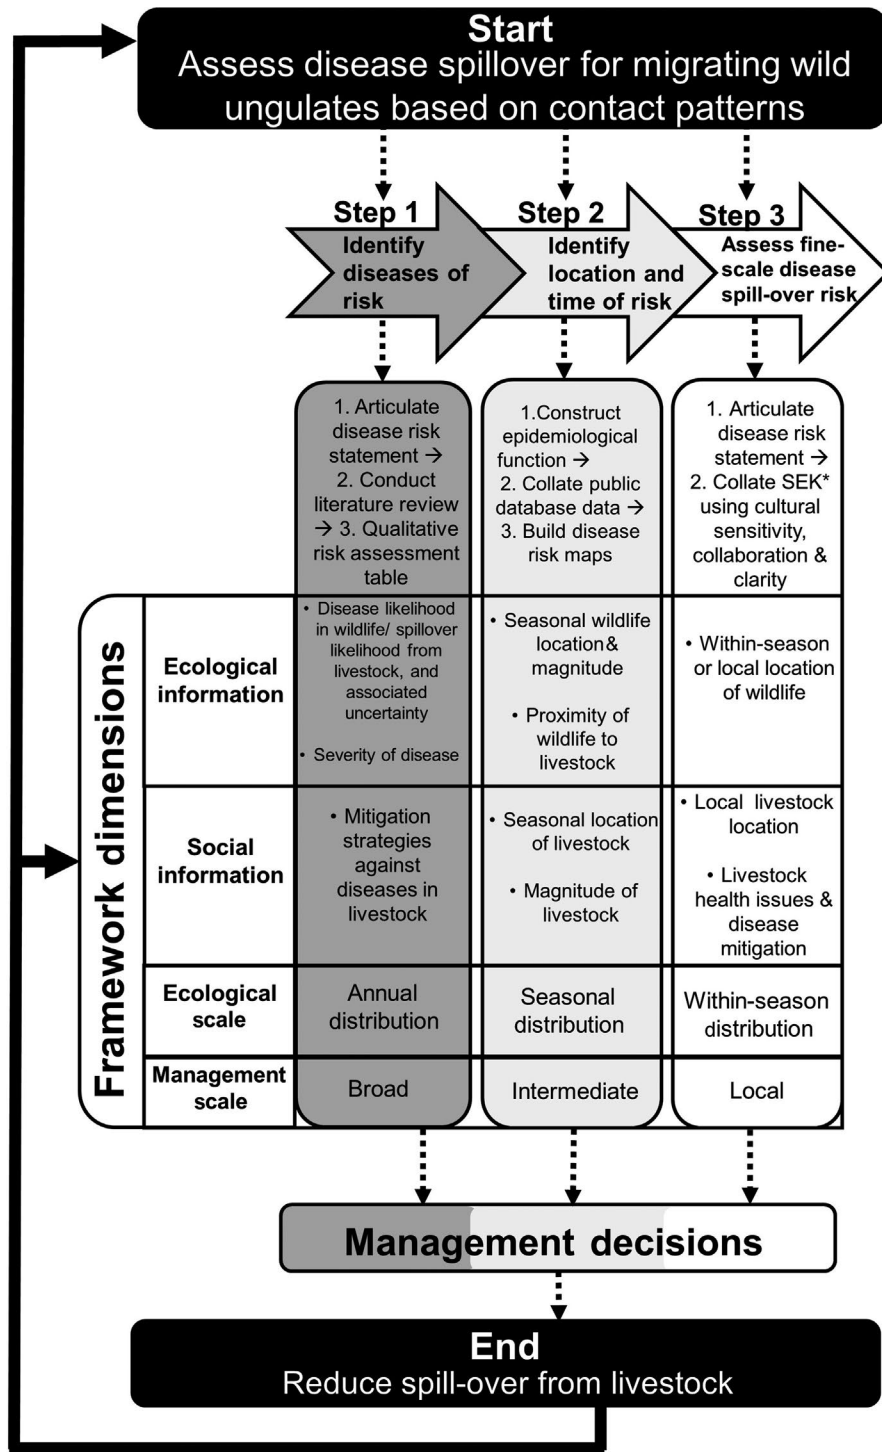 Start
Assess disease spillover for migrating wild
ungulates based on contact patterns
Step 1
Identify
diseases of
risk
Step 2
Identify
location and
time of risk
Step 3
Assess fine-
scale disease
spill-over risk
1. Articulate
disease risk
statement →
2. Conduct
literature review
→ 3. Qualitative
risk assessment
table
1.Construct
epidemiological
function →
2. Collate public
database data →
3. Build disease
risk maps
1. Articulate
disease risk
statement →
2. Collate SEK*
using cultural
sensitivity,
collaboration &
clarity
Framework dimensions
Ecological
information
• Disease likelihood
in wildlife/ spillover
likelihood from
livestock, and
associated
uncertainty
• Severity of disease
• Seasonal wildlife
location &
magnitude
• Proximity of
wildlife to
livestock
• Within-season
or local location
of wildlife
Social
information
• Mitigation
strategies
against
diseases in
livestock
• Seasonal location
of livestock
• Magnitude of
livestock
• Local livestock
location
• Livestock
health issues &
disease
mitigation
Ecological
scale
Annual
distribution
Seasonal
distribution
Within-season
distribution
Management
scale
Broad
Intermediate
Local
Management decisions
End
Reduce spill-over from livestock